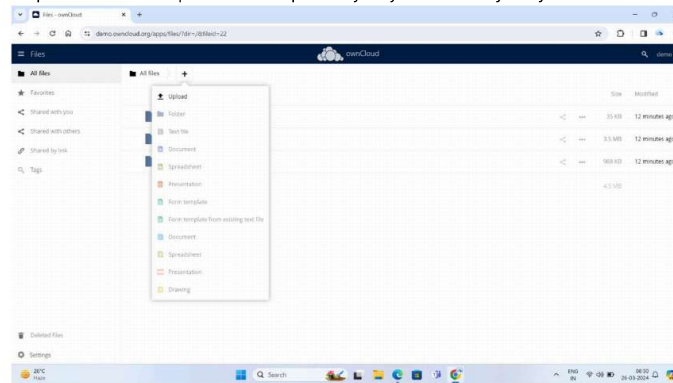 Files - ownCloud
demo.owncloud.org/apps/files/?dir=/&fileid=22
Files
ownCloud
demo
All files
All files
Favorites
Shared with you
Shared with others
Shared by link
Tags
Upload
Folder
Text file
Document
Spreadsheet
Presentation
Form template
Form template from existing text file
Document
Spreadsheet
Presentation
Drawing
Size Modified
35 KB 12 minutes ago
3.5 MB 12 minutes ago
12 minutes ago
4.5 MB
Deleted files
Settings
26°C
Haze
Search
ENG
IN
26-03-2024